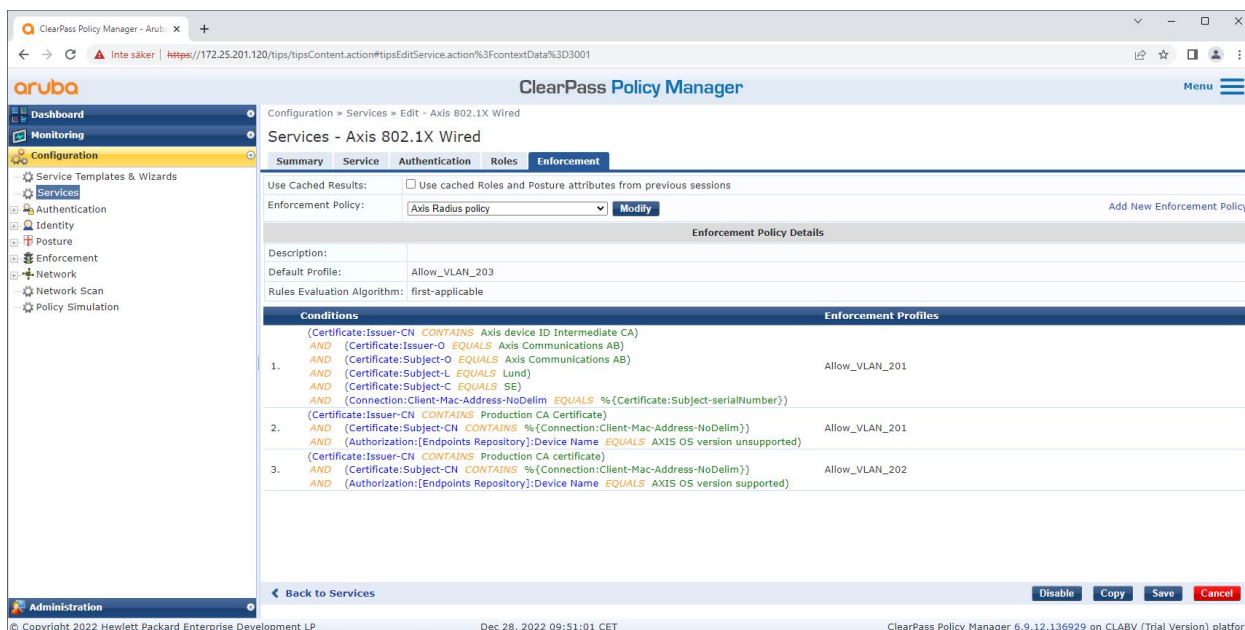 ClearPass Policy Manager - Arub
Inte säker | https://172.25.201.120/tips/tipsContent.action#tipsEditService.action%3FcontextData%3D3001
aruba
ClearPass Policy Manager
Menu
Dashboard
Monitoring
Configuration
Service Templates & Wizards
Services
Authentication
Identity
Posture
Enforcement
Network
Network Scan
Policy Simulation
Administration
Configuration » Services » Edit - Axis 802.1X Wired
Services - Axis 802.1X Wired
Summary Service Authentication Roles Enforcement
Use Cached Results: Use cached Roles and Posture attributes from previous sessions
Enforcement Policy: Axis Radius policy Modify Add New Enforcement Policy
Enforcement Policy Details
Description:
Default Profile: Allow_VLAN_203
Rules Evaluation Algorithm: first-applicable
Conditions Enforcement Profiles
(Certificate:Issuer-CN CONTAINS Axis device ID Intermediate CA)
AND (Certificate:Issuer-O EQUALS Axis Communications AB)
AND (Certificate:Subject-O EQUALS Axis Communications AB)
1. AND (Certificate:Subject-L EQUALS Lund) Allow_VLAN_201
AND (Certificate:Subject-C EQUALS SE)
AND (Connection:Client-Mac-Address-NoDelim EQUALS %{Certificate:Subject-serialNumber})
(Certificate:Issuer-CN CONTAINS Production CA Certificate)
2. AND (Certificate:Subject-CN CONTAINS %{Connection:Client-Mac-Address-NoDelim}) Allow_VLAN_201
AND (Authorization:[Endpoints Repository]:Device Name EQUALS AXIS OS version unsupported)
(Certificate:Issuer-CN CONTAINS Production CA certificate)
3. AND (Certificate:Subject-CN CONTAINS %{Connection:Client-Mac-Address-NoDelim}) Allow_VLAN_202
AND (Authorization:[Endpoints Repository]:Device Name EQUALS AXIS OS version supported)
Back to Services Disable Copy Save Cancel
© Copyright 2022 Hewlett Packard Enterprise Development LP Dec 28, 2022 09:51:01 CET ClearPass Policy Manager 6.9.12.136929 on CLABV (Trial Version) platfor